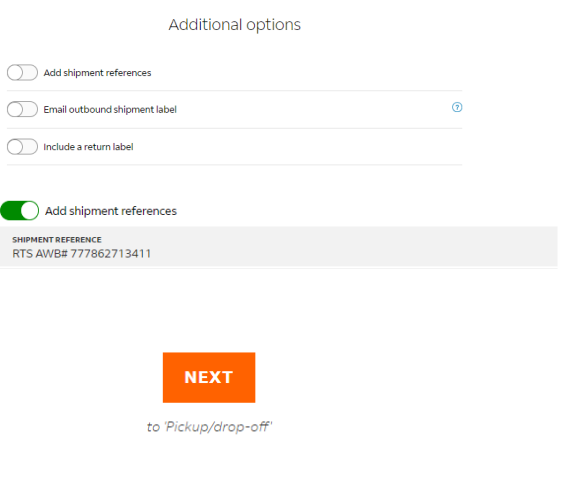 Additional options
Add shipment references
Email outbound shipment label
?
Include a return label
Add shipment references
SHIPMENT REFERENCE
RTS AWB# 777862713411
NEXT
to 'Pickup/drop-off'